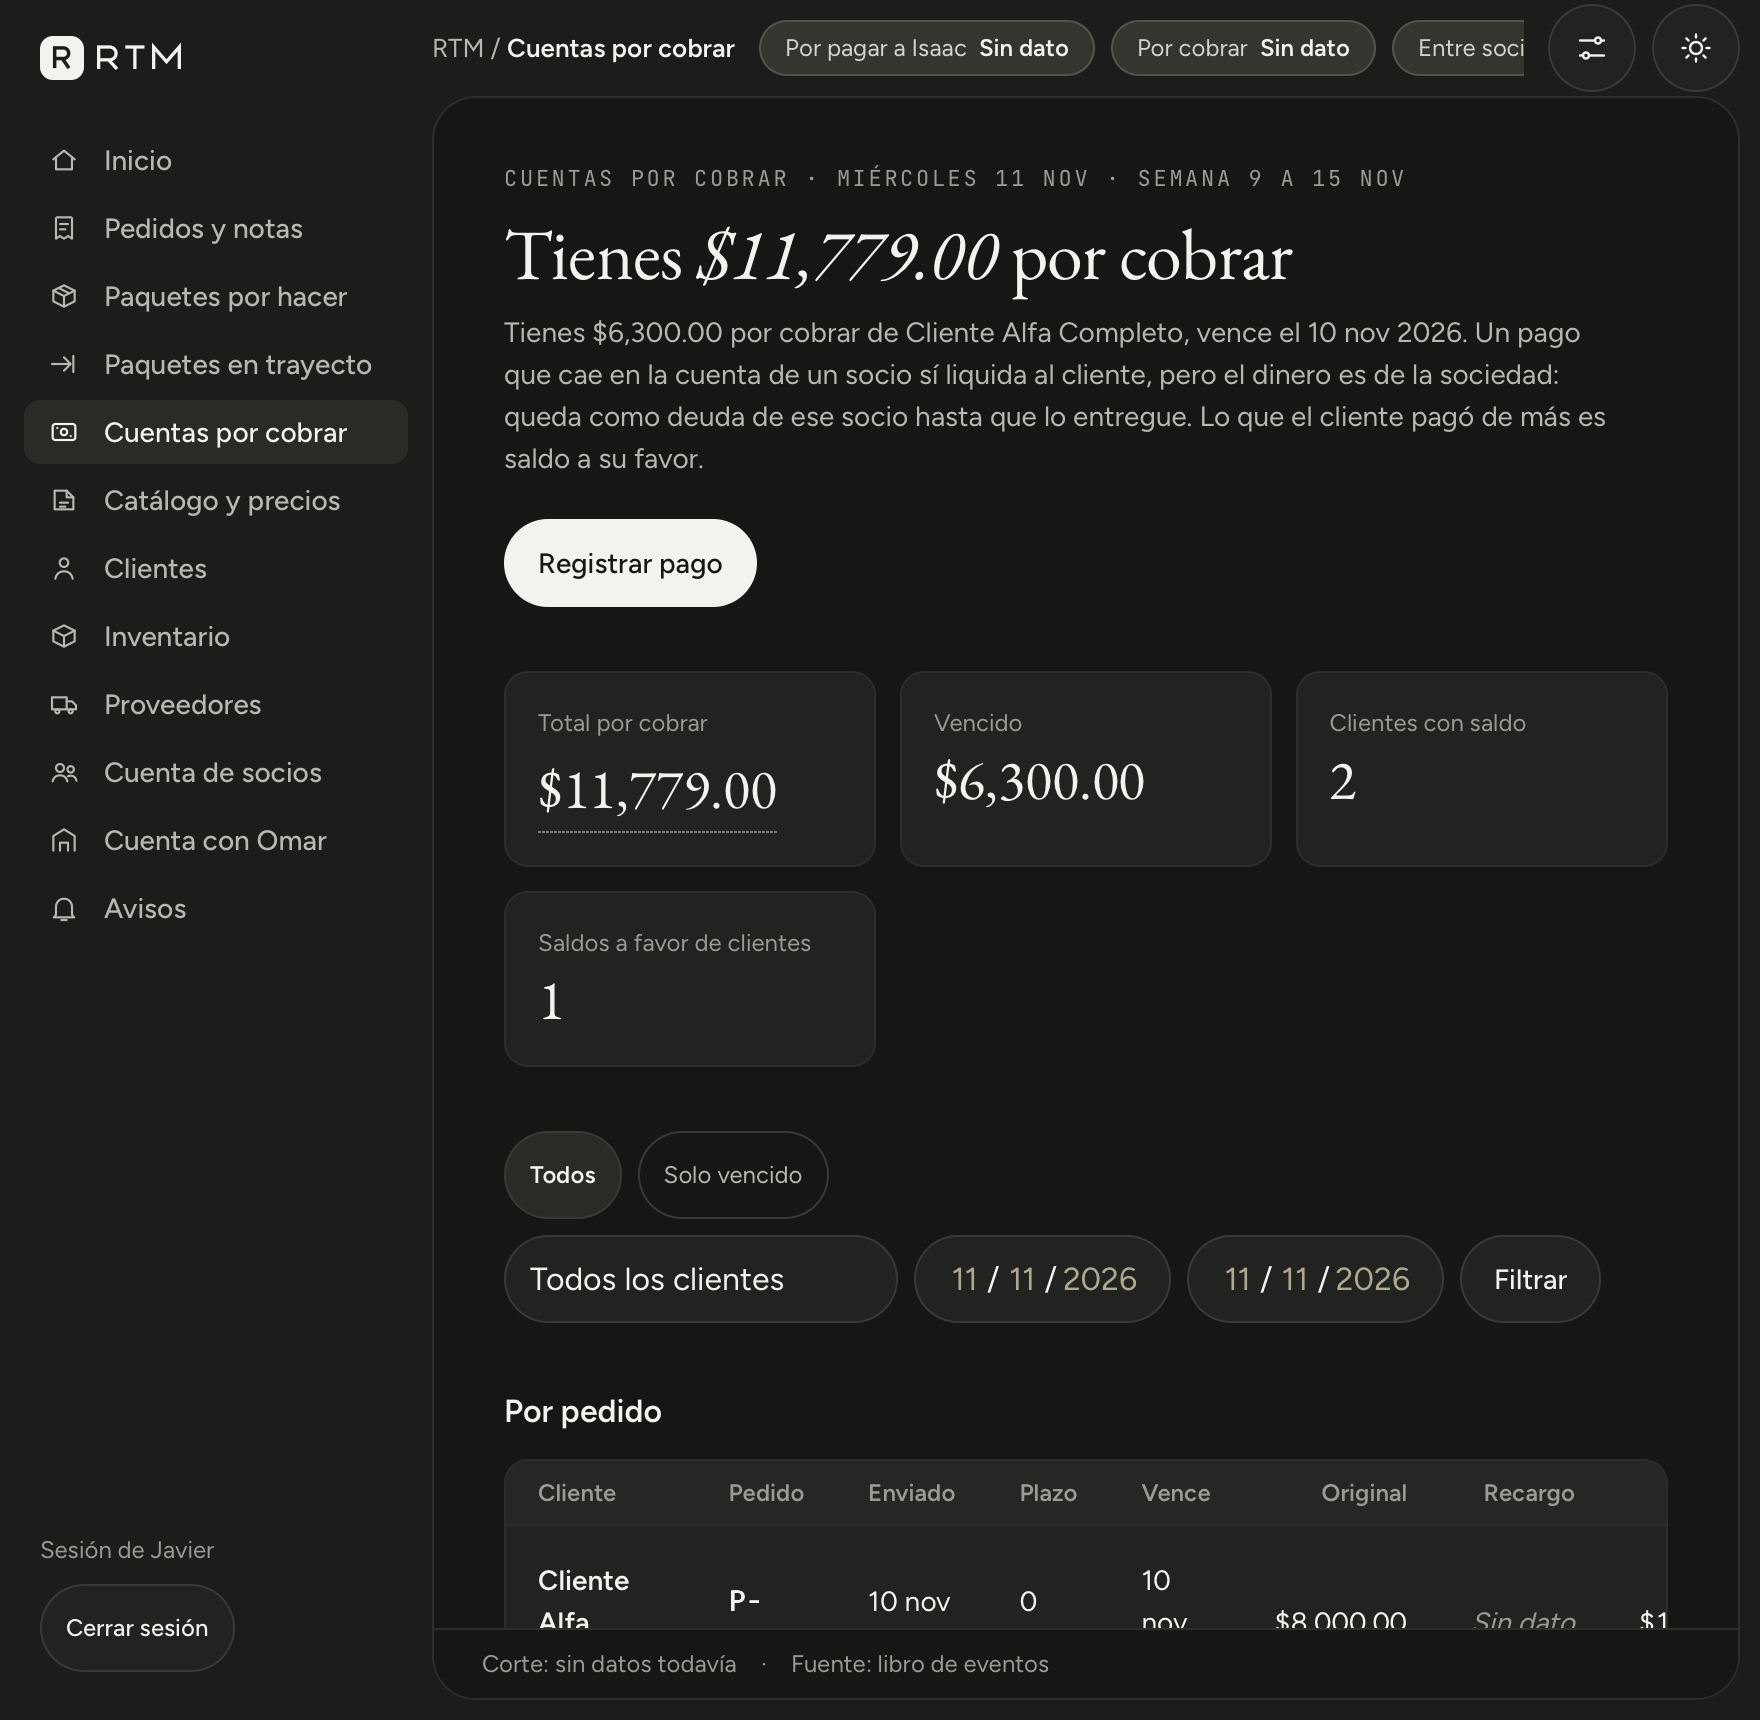 R RTM
RTM / Cuentas por cobrar
Por pagar a Isaac Sin dato
Por cobrar Sin dato
Entre soci
Inicio
Pedidos y notas
Paquetes por hacer
Paquetes en trayecto
Cuentas por cobrar
Catálogo y precios
Clientes
Inventario
Proveedores
Cuenta de socios
Cuenta con Omar
Avisos
Sesión de Javier
Cerrar sesión
CUENTAS POR COBRAR · MIÉRCOLES 11 NOV · SEMANA 9 A 15 NOV
Tienes $11,779.00 por cobrar
Tienes $6,300.00 por cobrar de Cliente Alfa Completo, vence el 10 nov 2026. Un pago
que cae en la cuenta de un socio sí liquida al cliente, pero el dinero es de la sociedad:
queda como deuda de ese socio hasta que lo entregue. Lo que el cliente pagó de más es
saldo a su favor.
Registrar pago
Total por cobrar
$11,779.00
Vencido
$6,300.00
Clientes con saldo
2
Saldos a favor de clientes
1
Todos
Solo vencido
Todos los clientes
11 / 11 / 2026
11 / 11 / 2026
Filtrar
Por pedido
Cliente Pedido Enviado Plazo Vence Original Recargo
Cliente
Alfa
P-
10 nov
0
10
nov
$8,000.00
Sin dato
$1
Corte: sin datos todavía · Fuente: libro de eventos